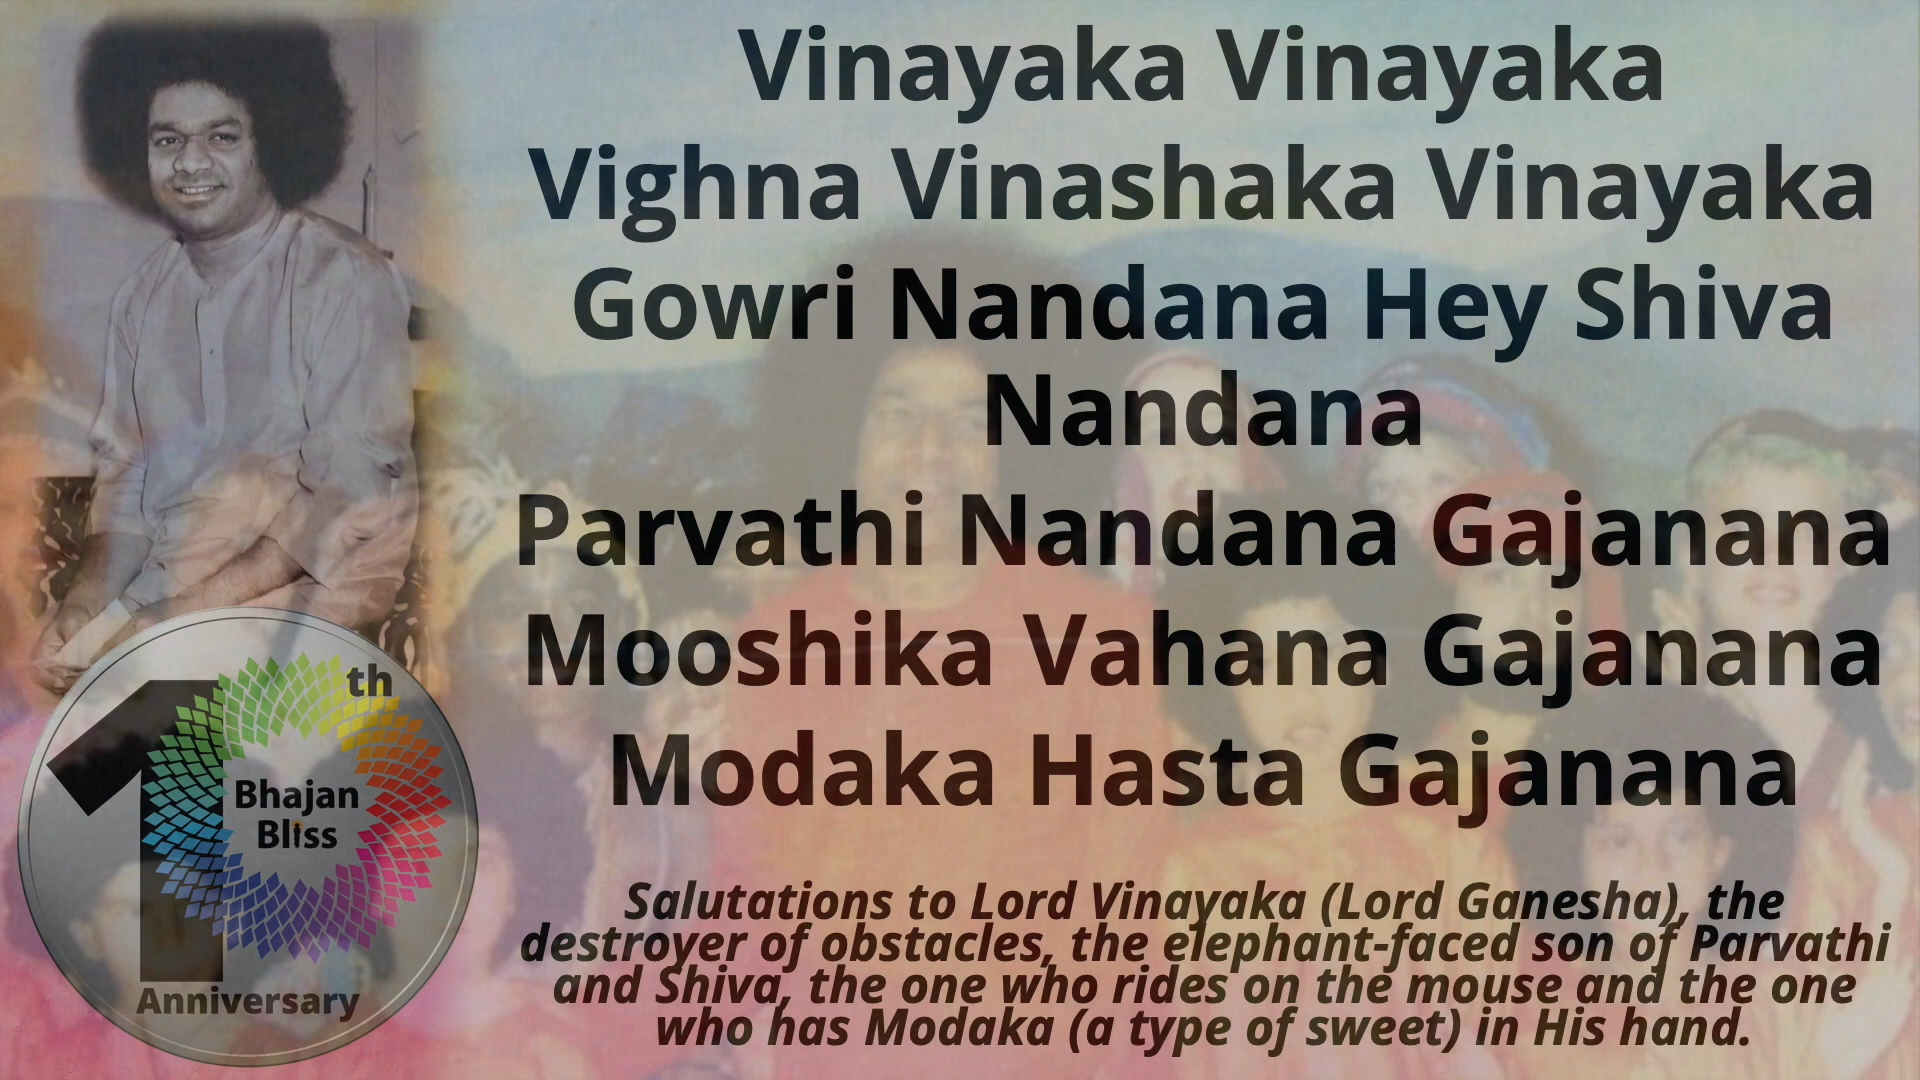 Vinayaka Vinayaka
Vighna Vinashaka Vinayaka
Gowri Nandana Hey Shiva
Nandana
Parvathi Nandana Gajanana
Mooshika Vahana Gajanana
Modaka Hasta Gajanana
Salutations to Lord Vinayaka (Lord Ganesha), the
destroyer of obstacles, the elephant-faced son of Parvathi
and Shiva, the one who rides on the mouse and the one
who has Modaka (a type of sweet) in His hand.
10th
Bhajan
Bliss
Anniversary